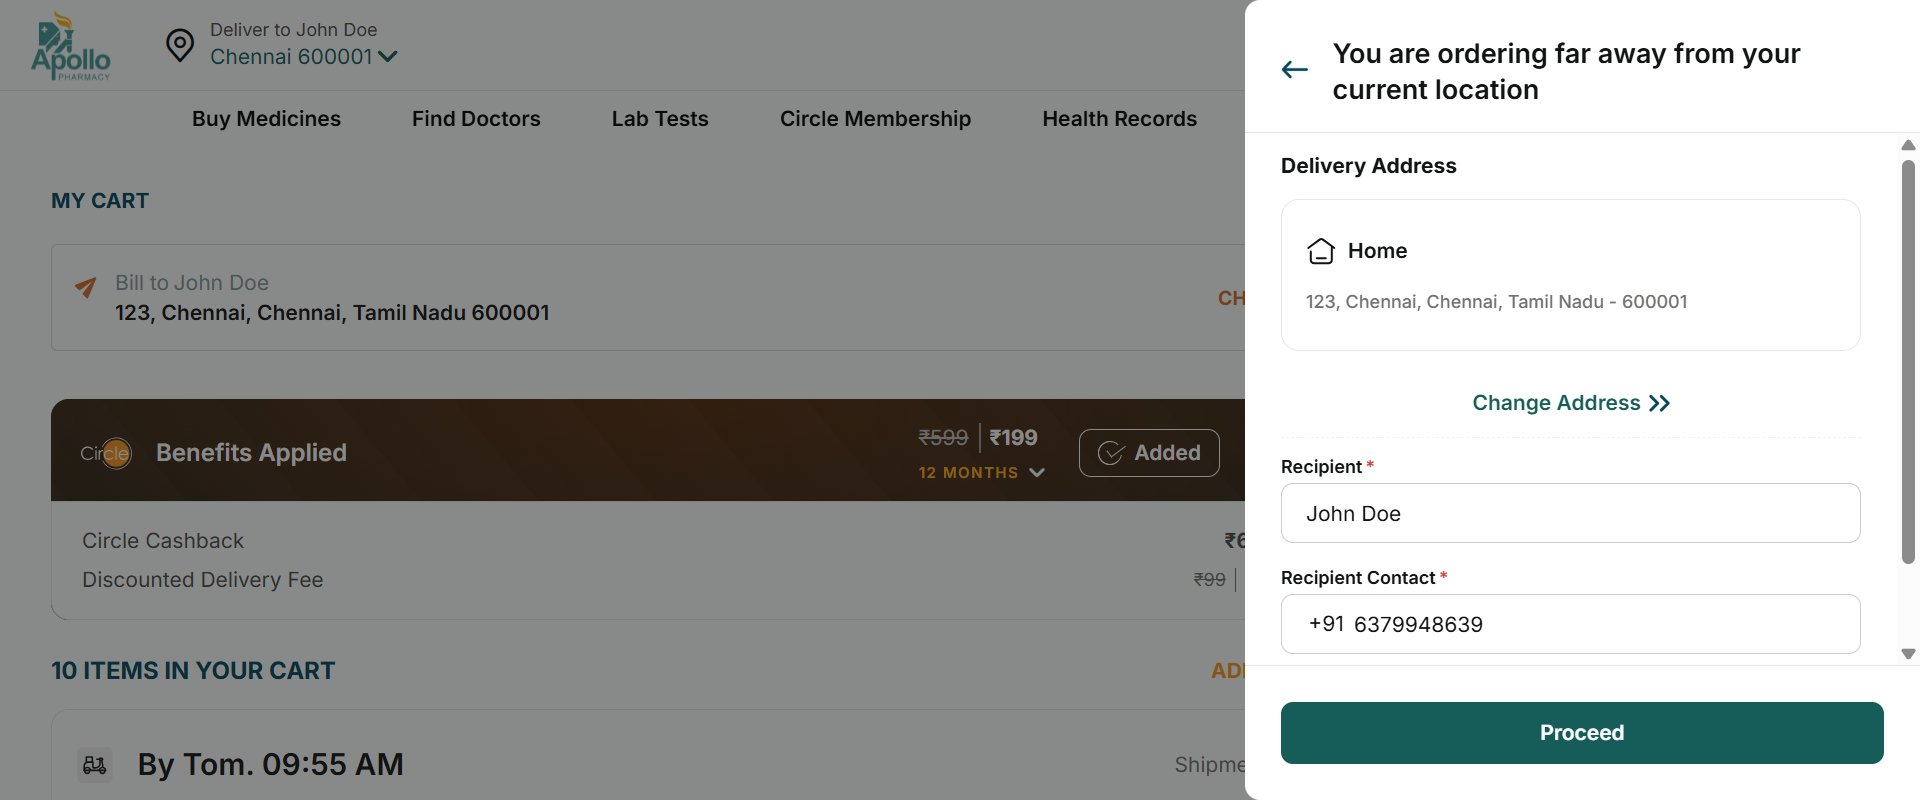 Apollo
PHARMACY
Deliver to John Doe
Chennai 600001
Buy Medicines
Find Doctors
Lab Tests
Circle Membership
Health Records
MY CART
Bill to John Doe
123, Chennai, Chennai, Tamil Nadu 600001
CH
Circle
Benefits Applied
₹599 ₹199
12 MONTHS
Added
Circle Cashback
₹6
Discounted Delivery Fee
₹99
10 ITEMS IN YOUR CART
AD
By Tom. 09:55 AM
Shipme
You are ordering far away from your
current location
Delivery Address
Home
123, Chennai, Chennai, Tamil Nadu - 600001
Change Address
Recipient *
John Doe
Recipient Contact *
+91 6379948639
Proceed